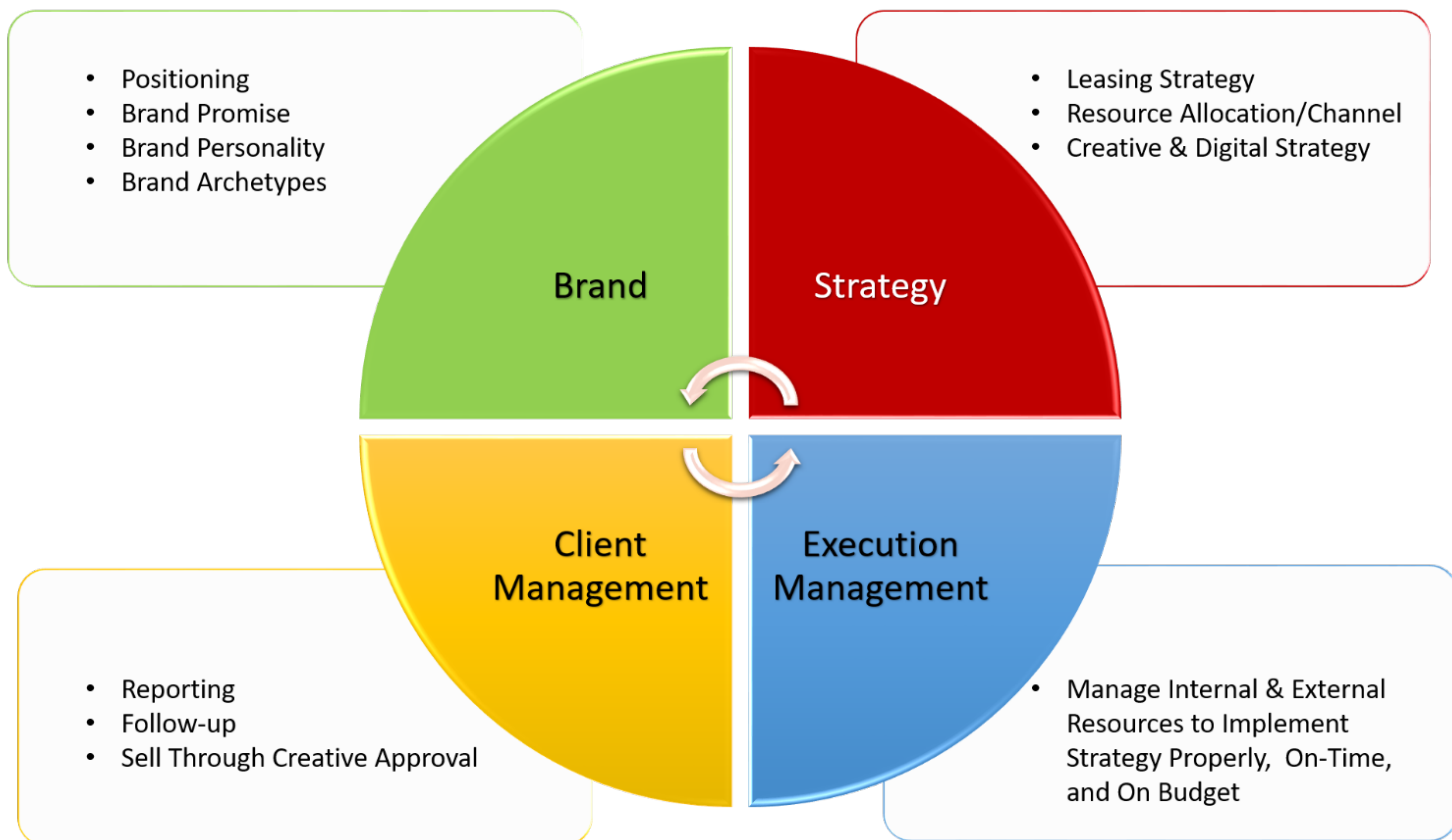 • Positioning
• Brand Promise
• Brand Personality
• Brand Archetypes
• Leasing Strategy
• Resource Allocation/Channel
• Creative & Digital Strategy
Brand
Strategy
Client
Management
Execution
Management
• Reporting
• Follow-up
• Sell Through Creative Approval
• Manage Internal & External
Resources to Implement
Strategy Properly,  On-Time,
and On Budget